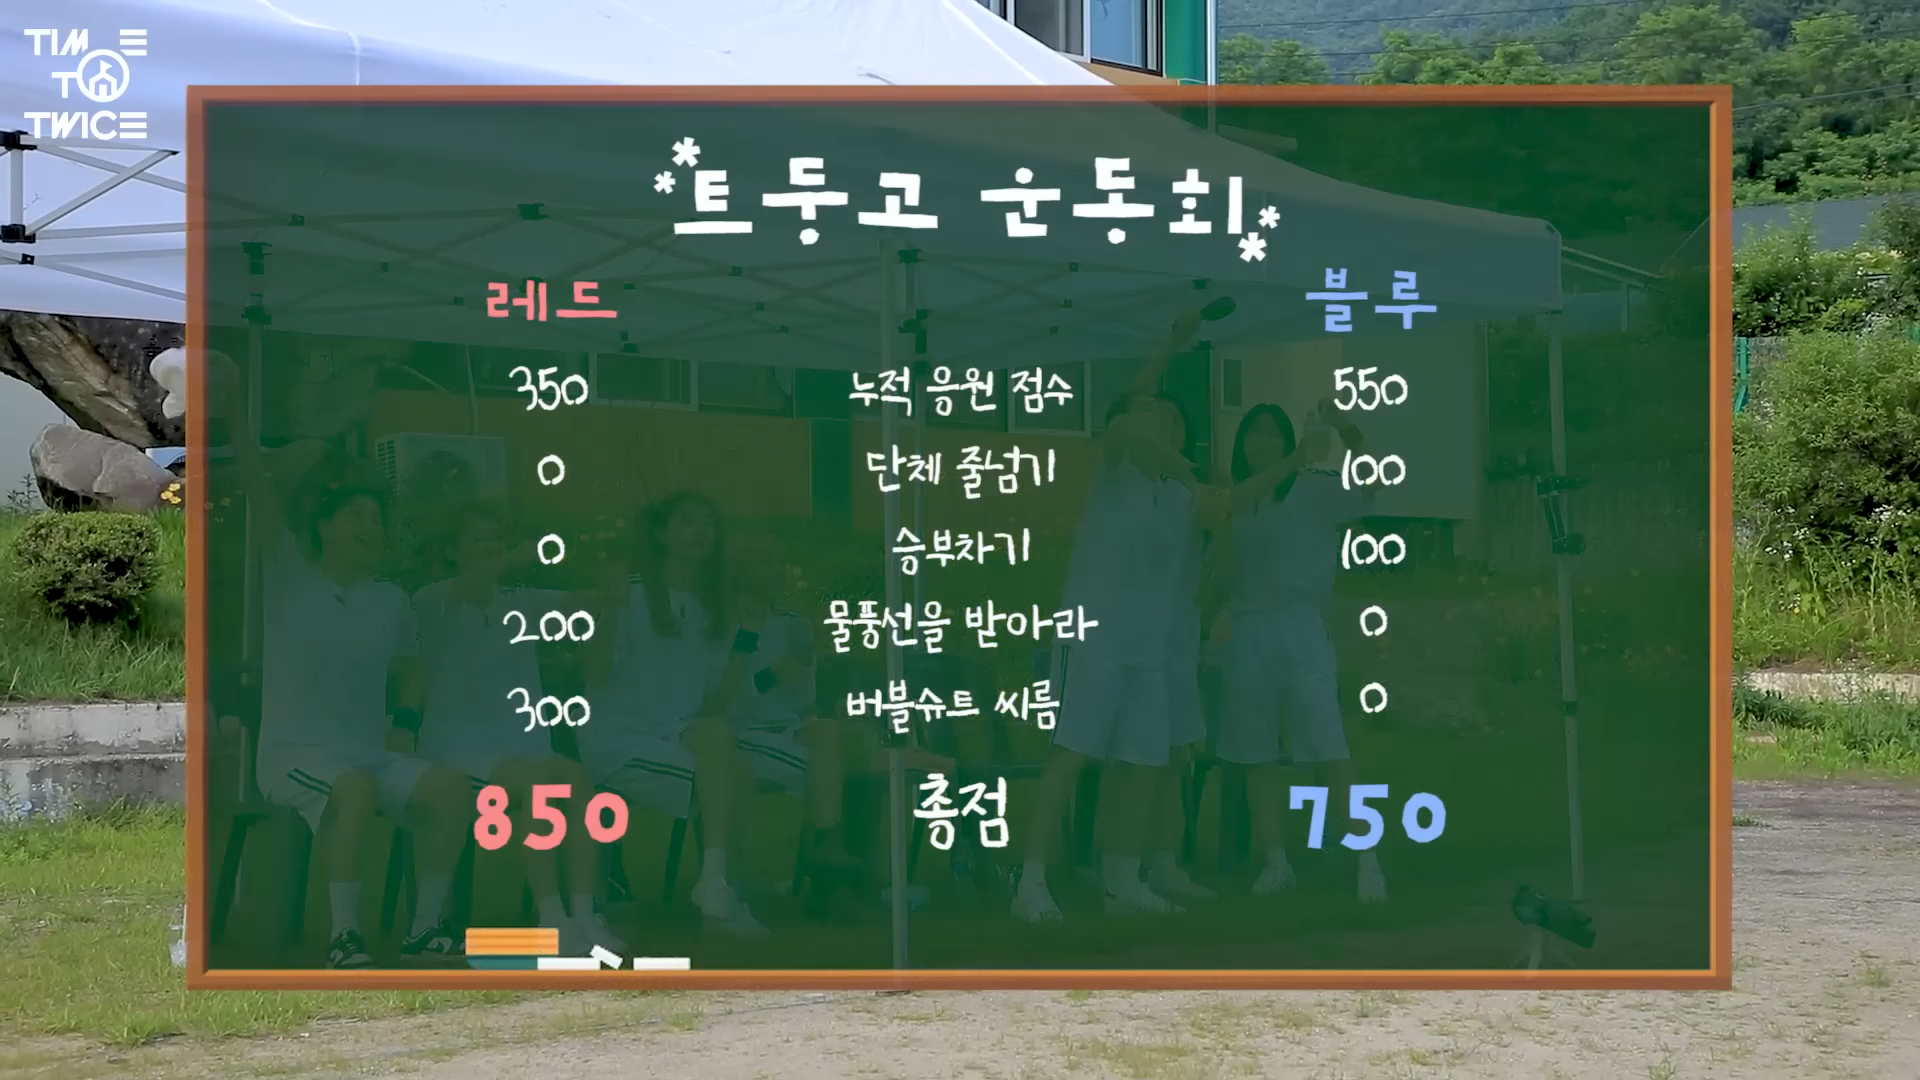 TIME
TO
TWICE
트둥고 운동회
레드 블루
350 누적 응원 점수 550
0 단체 줄넘기 100
0 승부차기 100
200 물풍선을 받아라 0
300 버블슈트 씨름 0
850 총점 750